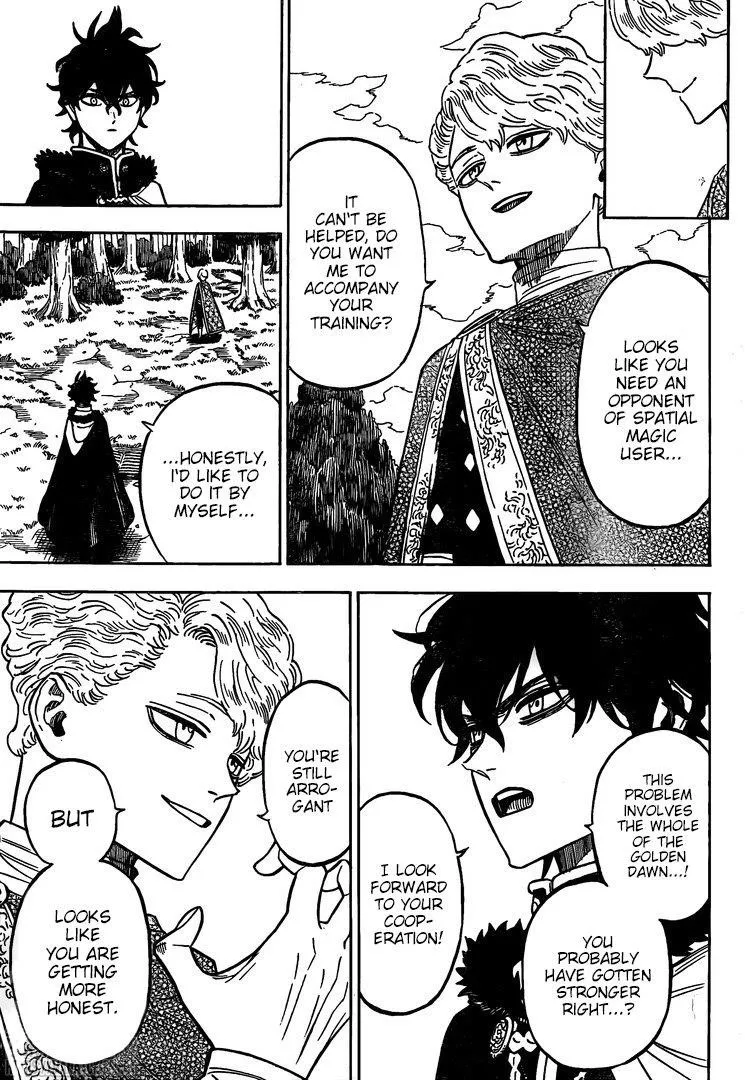 LOOKS
LIKE YOU
NEED AN
OPPONENT
OF SPATIAL
MAGIC
USER...
IT
CAN'T BE
HELPED, DO
YOU WANT
ME TO
ACCOMPANY
YOUR
TRAINING?
...HONESTLY,
I'D LIKE TO
DO IT BY
MYSELF...
THIS
PROBLEM
INVOLVES
THE WHOLE
OF THE
GOLDEN
DAWN...!
YOU
PROBABLY
HAVE GOTTEN
STRONGER
RIGHT...?
I LOOK
FORWARD
TO YOUR
COOP-
ERATION!
YOU'RE
STILL
ARRO-
GANT
BUT
LOOKS
LIKE
YOU ARE
GETTING
MORE
HONEST.